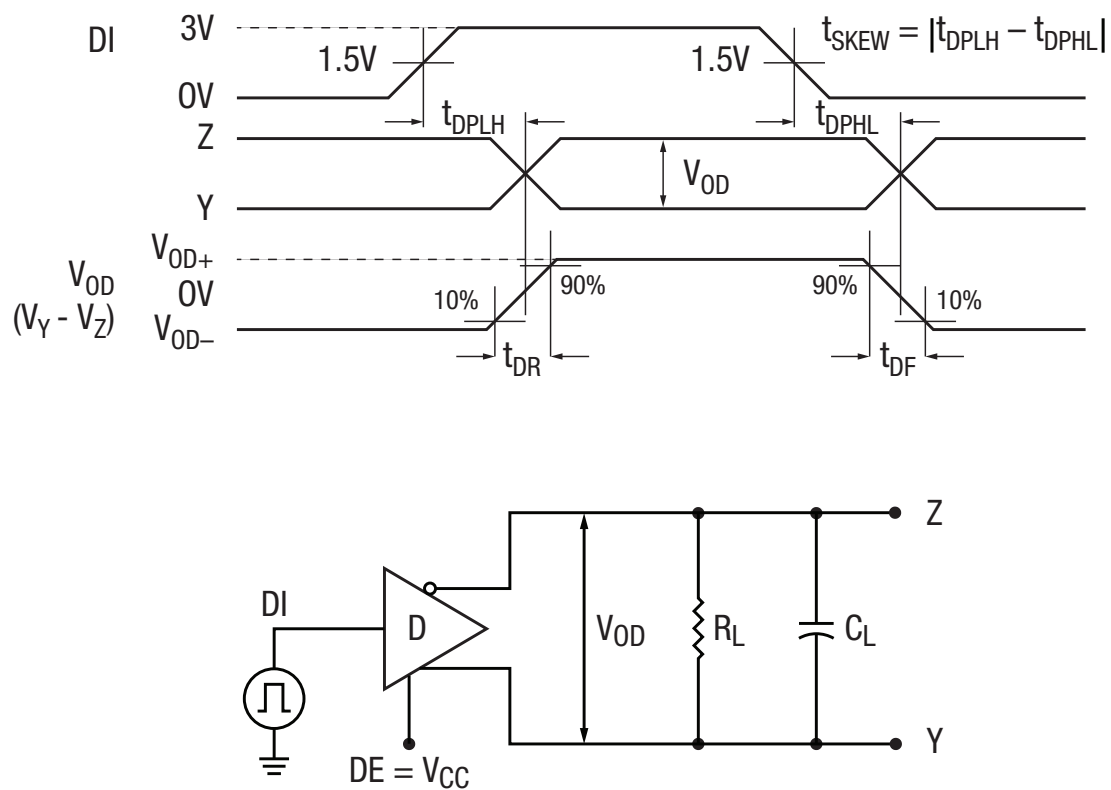 DI
3V
1.5V
0V
1.5V
tSKEW = |tDPLH – tDPHL|
tDPLH
tDPHL
Z
Y
VOD
VOD
(VY - VZ)
VOD+
0V
VOD–
10%
90%
90%
10%
tDR
tDF
Z
DI
D
VOD
RL
CL
Y
DE = VCC